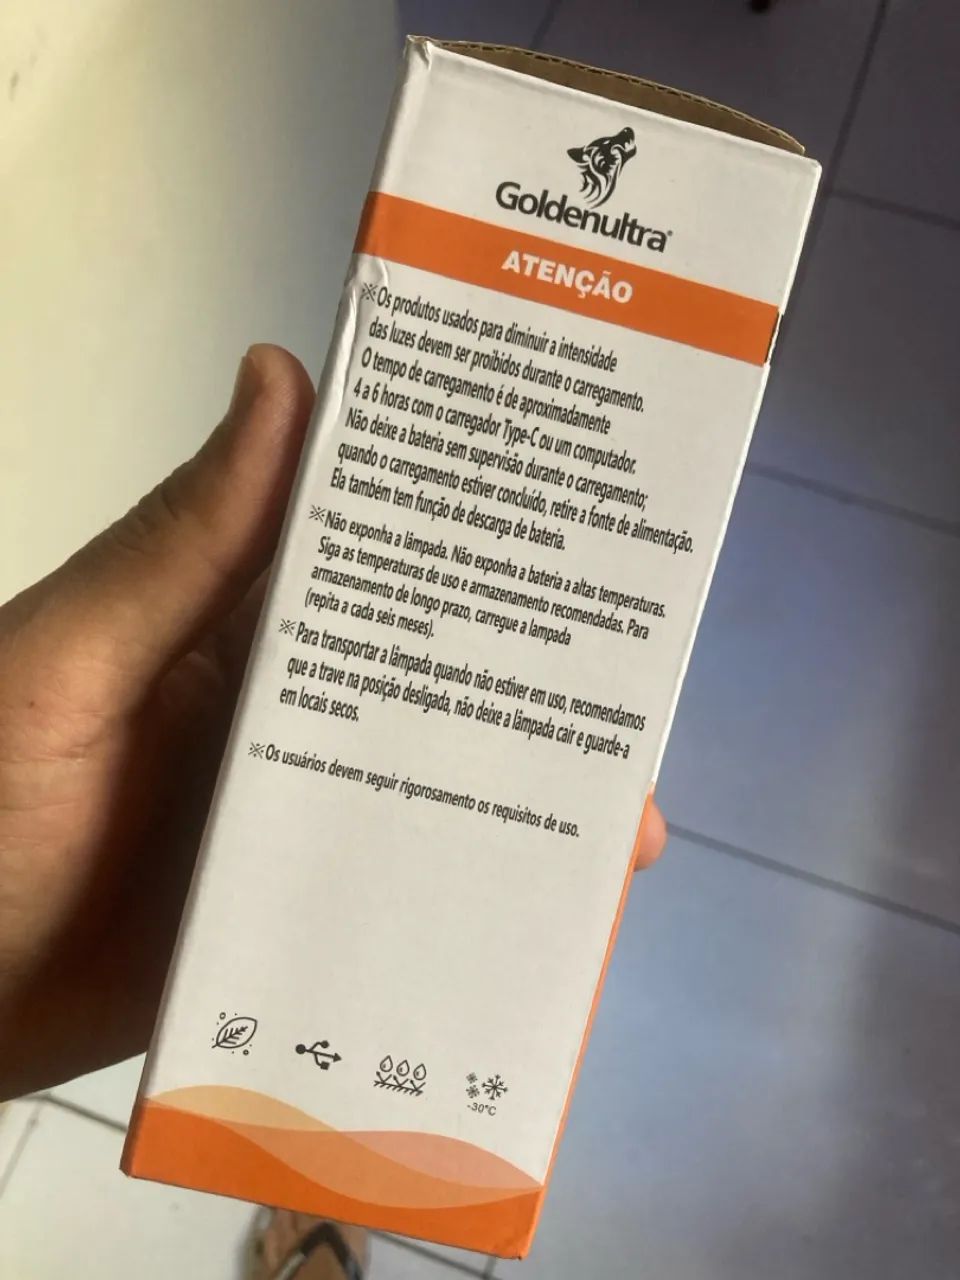 Goldenultra®
ATENÇÃO
※Os produtos usados para diminuir a intensidade
das luzes devem ser proibidos durante o carregamento.
O tempo de carregamento é de aproximadamente
4 a 6 horas com o carregador Type-C ou um computador,
Não deixe a bateria sem supervisão durante o carregamento;
quando o carregamento estiver concluído, retire a fonte de alimentação.
Ela também tem função de descarga de bateria.
※Não exponha a lâmpada. Não exponha a bateria a altas temperaturas.
Siga as temperaturas de uso e armazenamento recomendadas. Para
armazenamento de longo prazo, carregue a lampada
(repita a cada seis meses).
※Para transportar a lâmpada quando não estiver em uso, recomendamos
que a trave na posição desligada, não deixe a lâmpada cair e guarde-a
em locais secos.
※Os usuários devem seguir rigorosamento os requisitos de uso.
-30°C